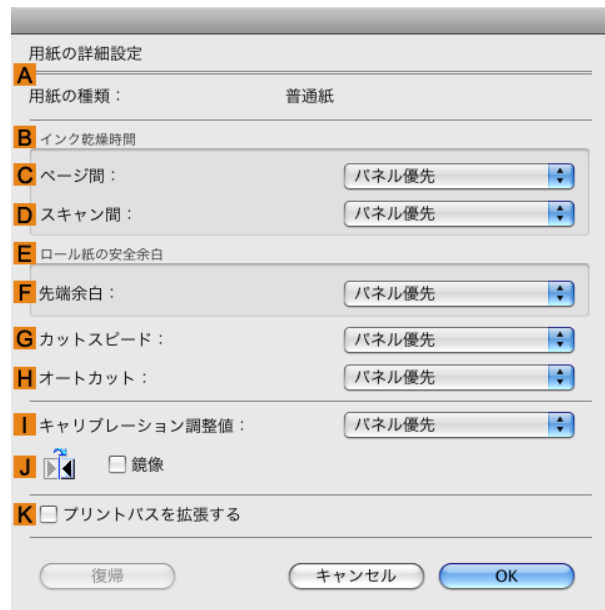 用紙の詳細設定
A
用紙の種類： 普通紙
B インク乾燥時間
C ページ間： パネル優先
D スキャン間： パネル優先
E ロール紙の安全余白
F 先端余白： パネル優先
G カットスピード： パネル優先
H オートカット： パネル優先
I キャリブレーション調整値： パネル優先
J 鏡像
K プリントパスを拡張する
復帰 キャンセル OK